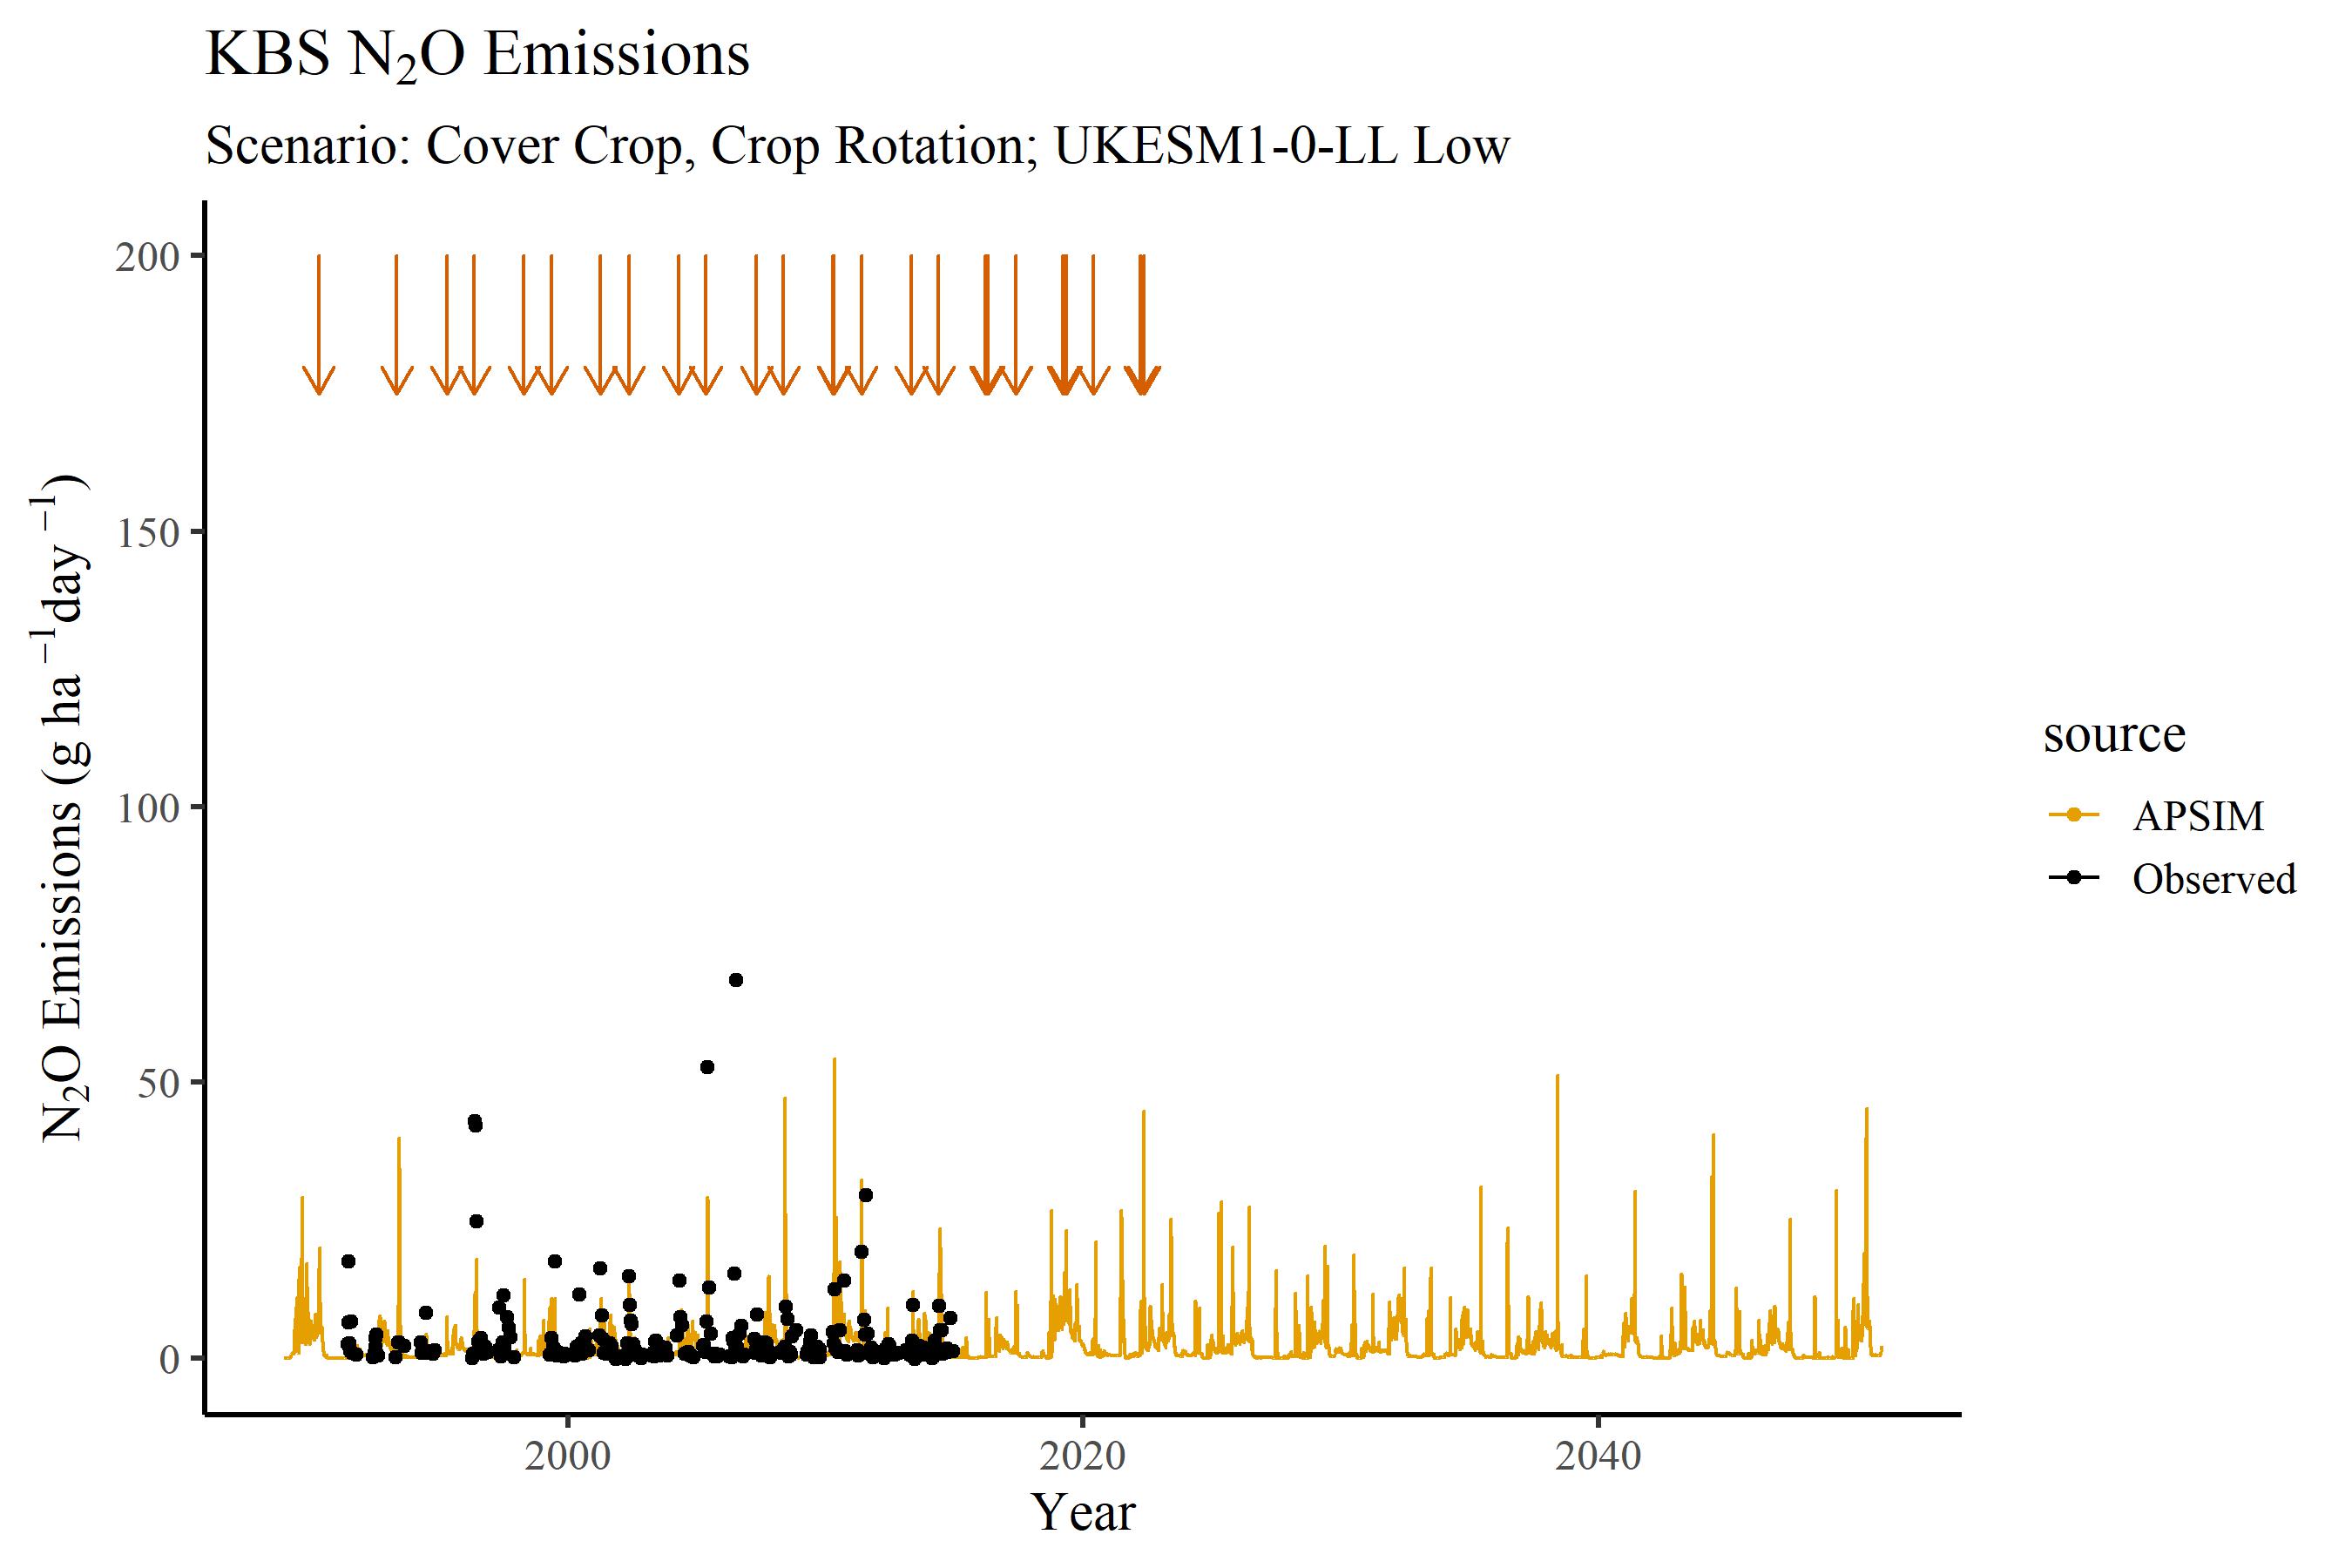 KBS N₂O Emissions
Scenario: Cover Crop, Crop Rotation; UKESM1-0-LL Low
N₂O Emissions (g ha ⁻¹day ⁻¹)
200
150
100
50
0
2000 2020 2040
Year
source
APSIM
Observed